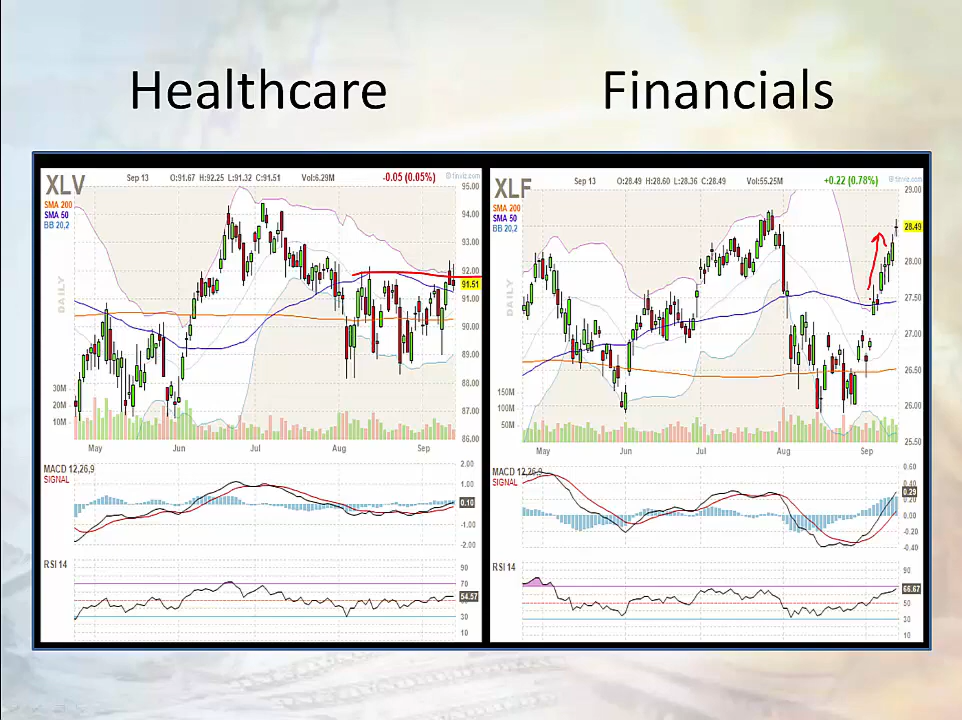 Healthcare
Financials
XLV
Sep 13
O:91.67 H:92.25 L:91.32 C:91.51
Vol:6.29M
-0.05 (0.05%)
© finviz.com
SMA 200
SMA 50
BB 20,2
DAILY
95.00
94.00
93.00
92.00
91.51
91.00
90.00
89.00
88.00
87.00
86.00
30M
20M
10M
May
Jun
Jul
Aug
Sep
MACD 12,26,9
SIGNAL
2.00
1.00
0.10
-1.00
-2.00
RSI 14
90
70
54.57
30
10
XLF
Sep 13
O:28.49 H:28.60 L:28.36 C:28.49
Vol:55.25M
+0.22 (0.78%)
© finviz.com
SMA 200
SMA 50
BB 20,2
DAILY
29.00
28.49
28.00
27.50
27.00
26.50
26.00
25.50
150M
100M
50M
May
Jun
Jul
Aug
Sep
MACD 12,26,9
SIGNAL
0.60
0.40
0.29
0.20
0.00
-0.20
-0.40
RSI 14
90
66.67
50
30
10